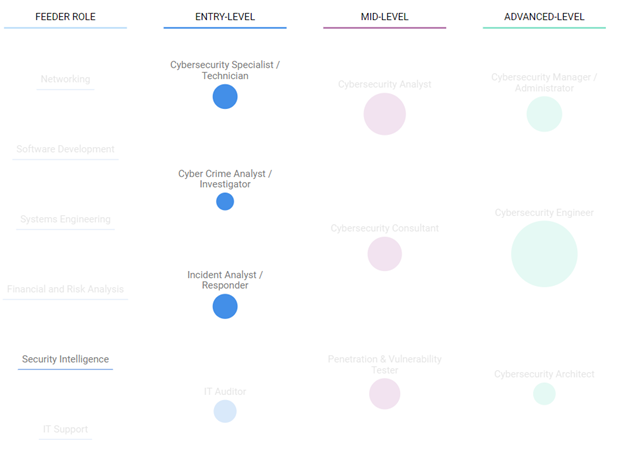 FEEDER ROLE
ENTRY-LEVEL
MID-LEVEL
ADVANCED-LEVEL
Networking
Software Development
Systems Engineering
Financial and Risk Analysis
Security Intelligence
IT Support
Cybersecurity Specialist /
Technician
Cyber Crime Analyst /
Investigator
Incident Analyst /
Responder
IT Auditor
Cybersecurity Analyst
Cybersecurity Consultant
Penetration & Vulnerability
Tester
Cybersecurity Manager /
Administrator
Cybersecurity Engineer
Cybersecurity Architect